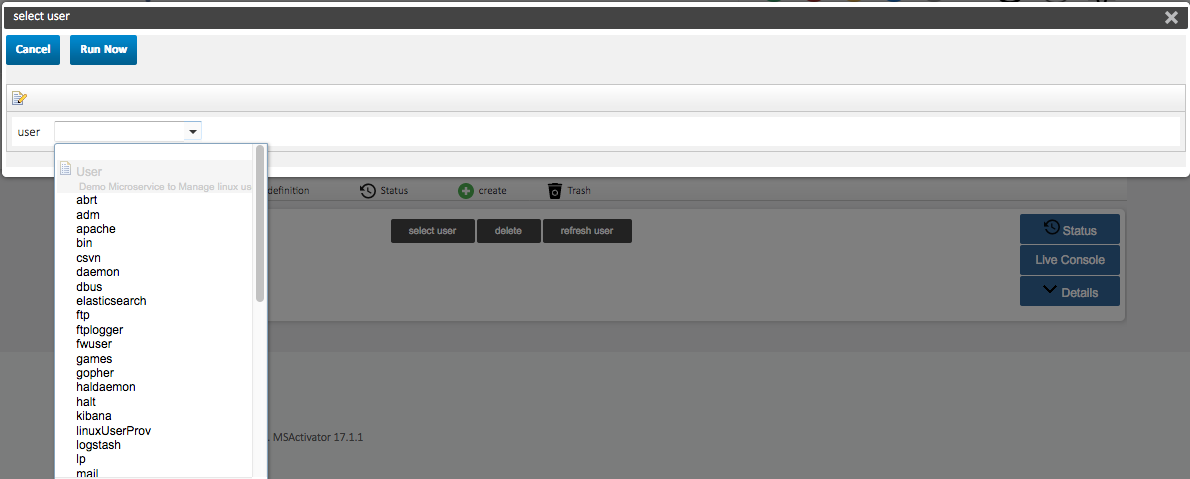 select user
Cancel Run Now
user
User
Demo Microservice to Manage linux us
abrt
adm
apache
bin
csvn
daemon
dbus
elasticsearch
ftp
ftplogger
fwuser
games
gopher
haldaemon
halt
kibana
linuxUserProv
logstash
lp
mail
definition Status create Trash
select user delete refresh user
Status
Live Console
Details
. MSActivator 17.1.1